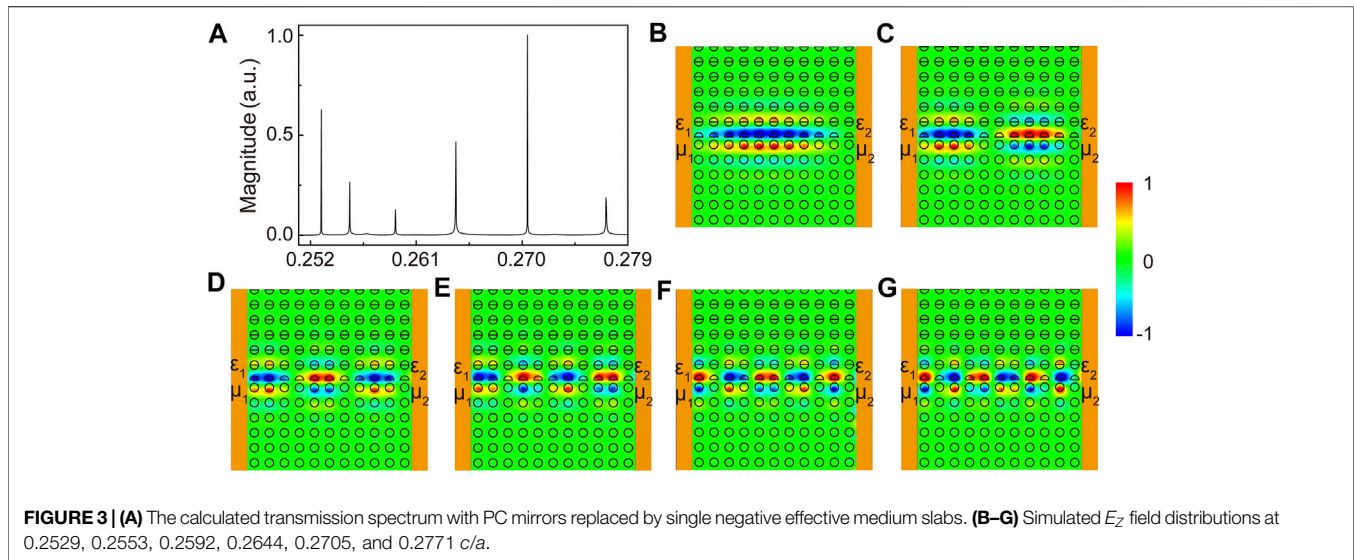 A
B
C
1.0
0.5
0.0
Magnitude (a.u.)
0.252 0.261 0.270 0.279
ε1 ε2
μ1 μ2
ε1 ε2
μ1 μ2
1
0
-1
D
E
F
G
ε1 ε2
μ1 μ2
ε1 ε2
μ1 μ2
ε1 ε2
μ1 μ2
ε1 ε2
μ1 μ2
FIGURE 3 | (A) The calculated transmission spectrum with PC mirrors replaced by single negative effective medium slabs. (B–G) Simulated EZ field distributions at
0.2529, 0.2553, 0.2592, 0.2644, 0.2705, and 0.2771 c/a.